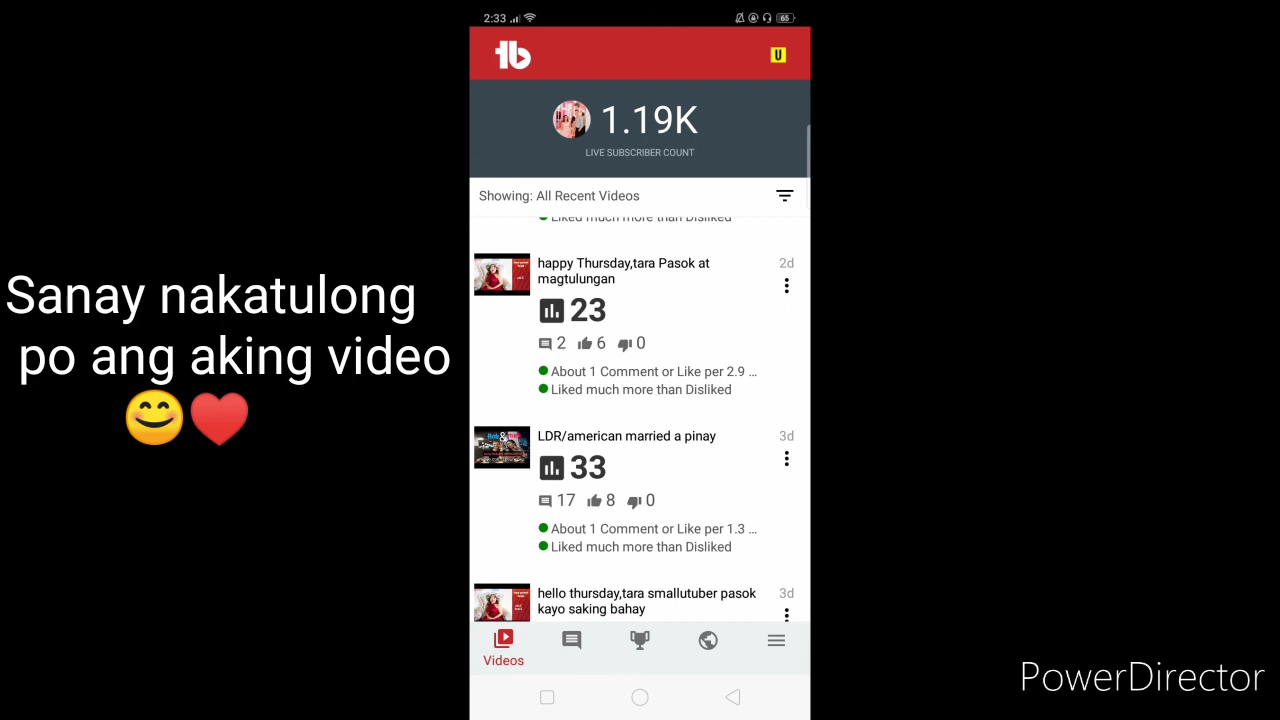 2:33
65
tb
U
1.19K
LIVE SUBSCRIBER COUNT
Showing: All Recent Videos
Liked much more than Disliked
happy Thursday,tara Pasok at
magtulungan
2d
23
2 6 0
About 1 Comment or Like per 2.9 ...
Liked much more than Disliked
LDR/american married a pinay
3d
33
17 8 0
About 1 Comment or Like per 1.3 ...
Liked much more than Disliked
hello thursday,tara smallutuber pasok
kayo saking bahay
3d
Videos
Sanay nakatulong
po ang aking video
😊♥️
PowerDirector